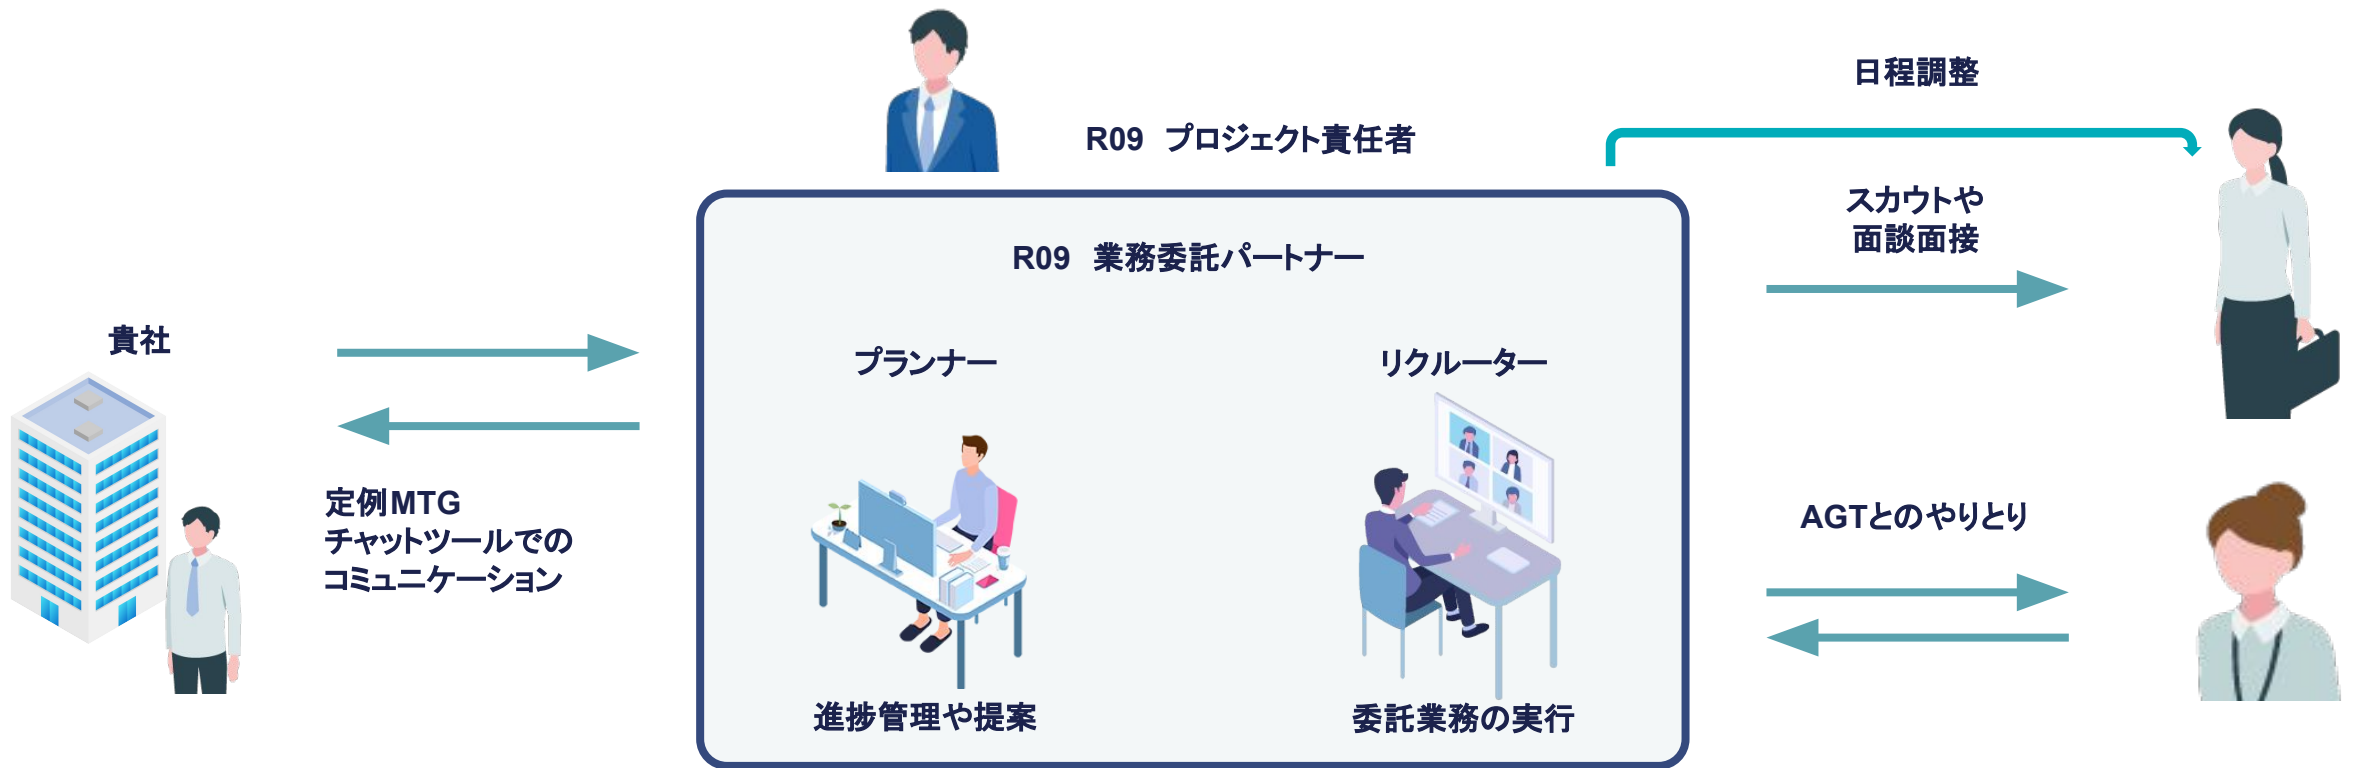 R09 プロジェクト責任者
日程調整
R09 業務委託パートナー
スカウトや
面談面接
貴社
プランナー
リクルーター
定例MTG
チャットツールでの
コミュニケーション
AGTとのやりとり
進捗管理や提案
委託業務の実行